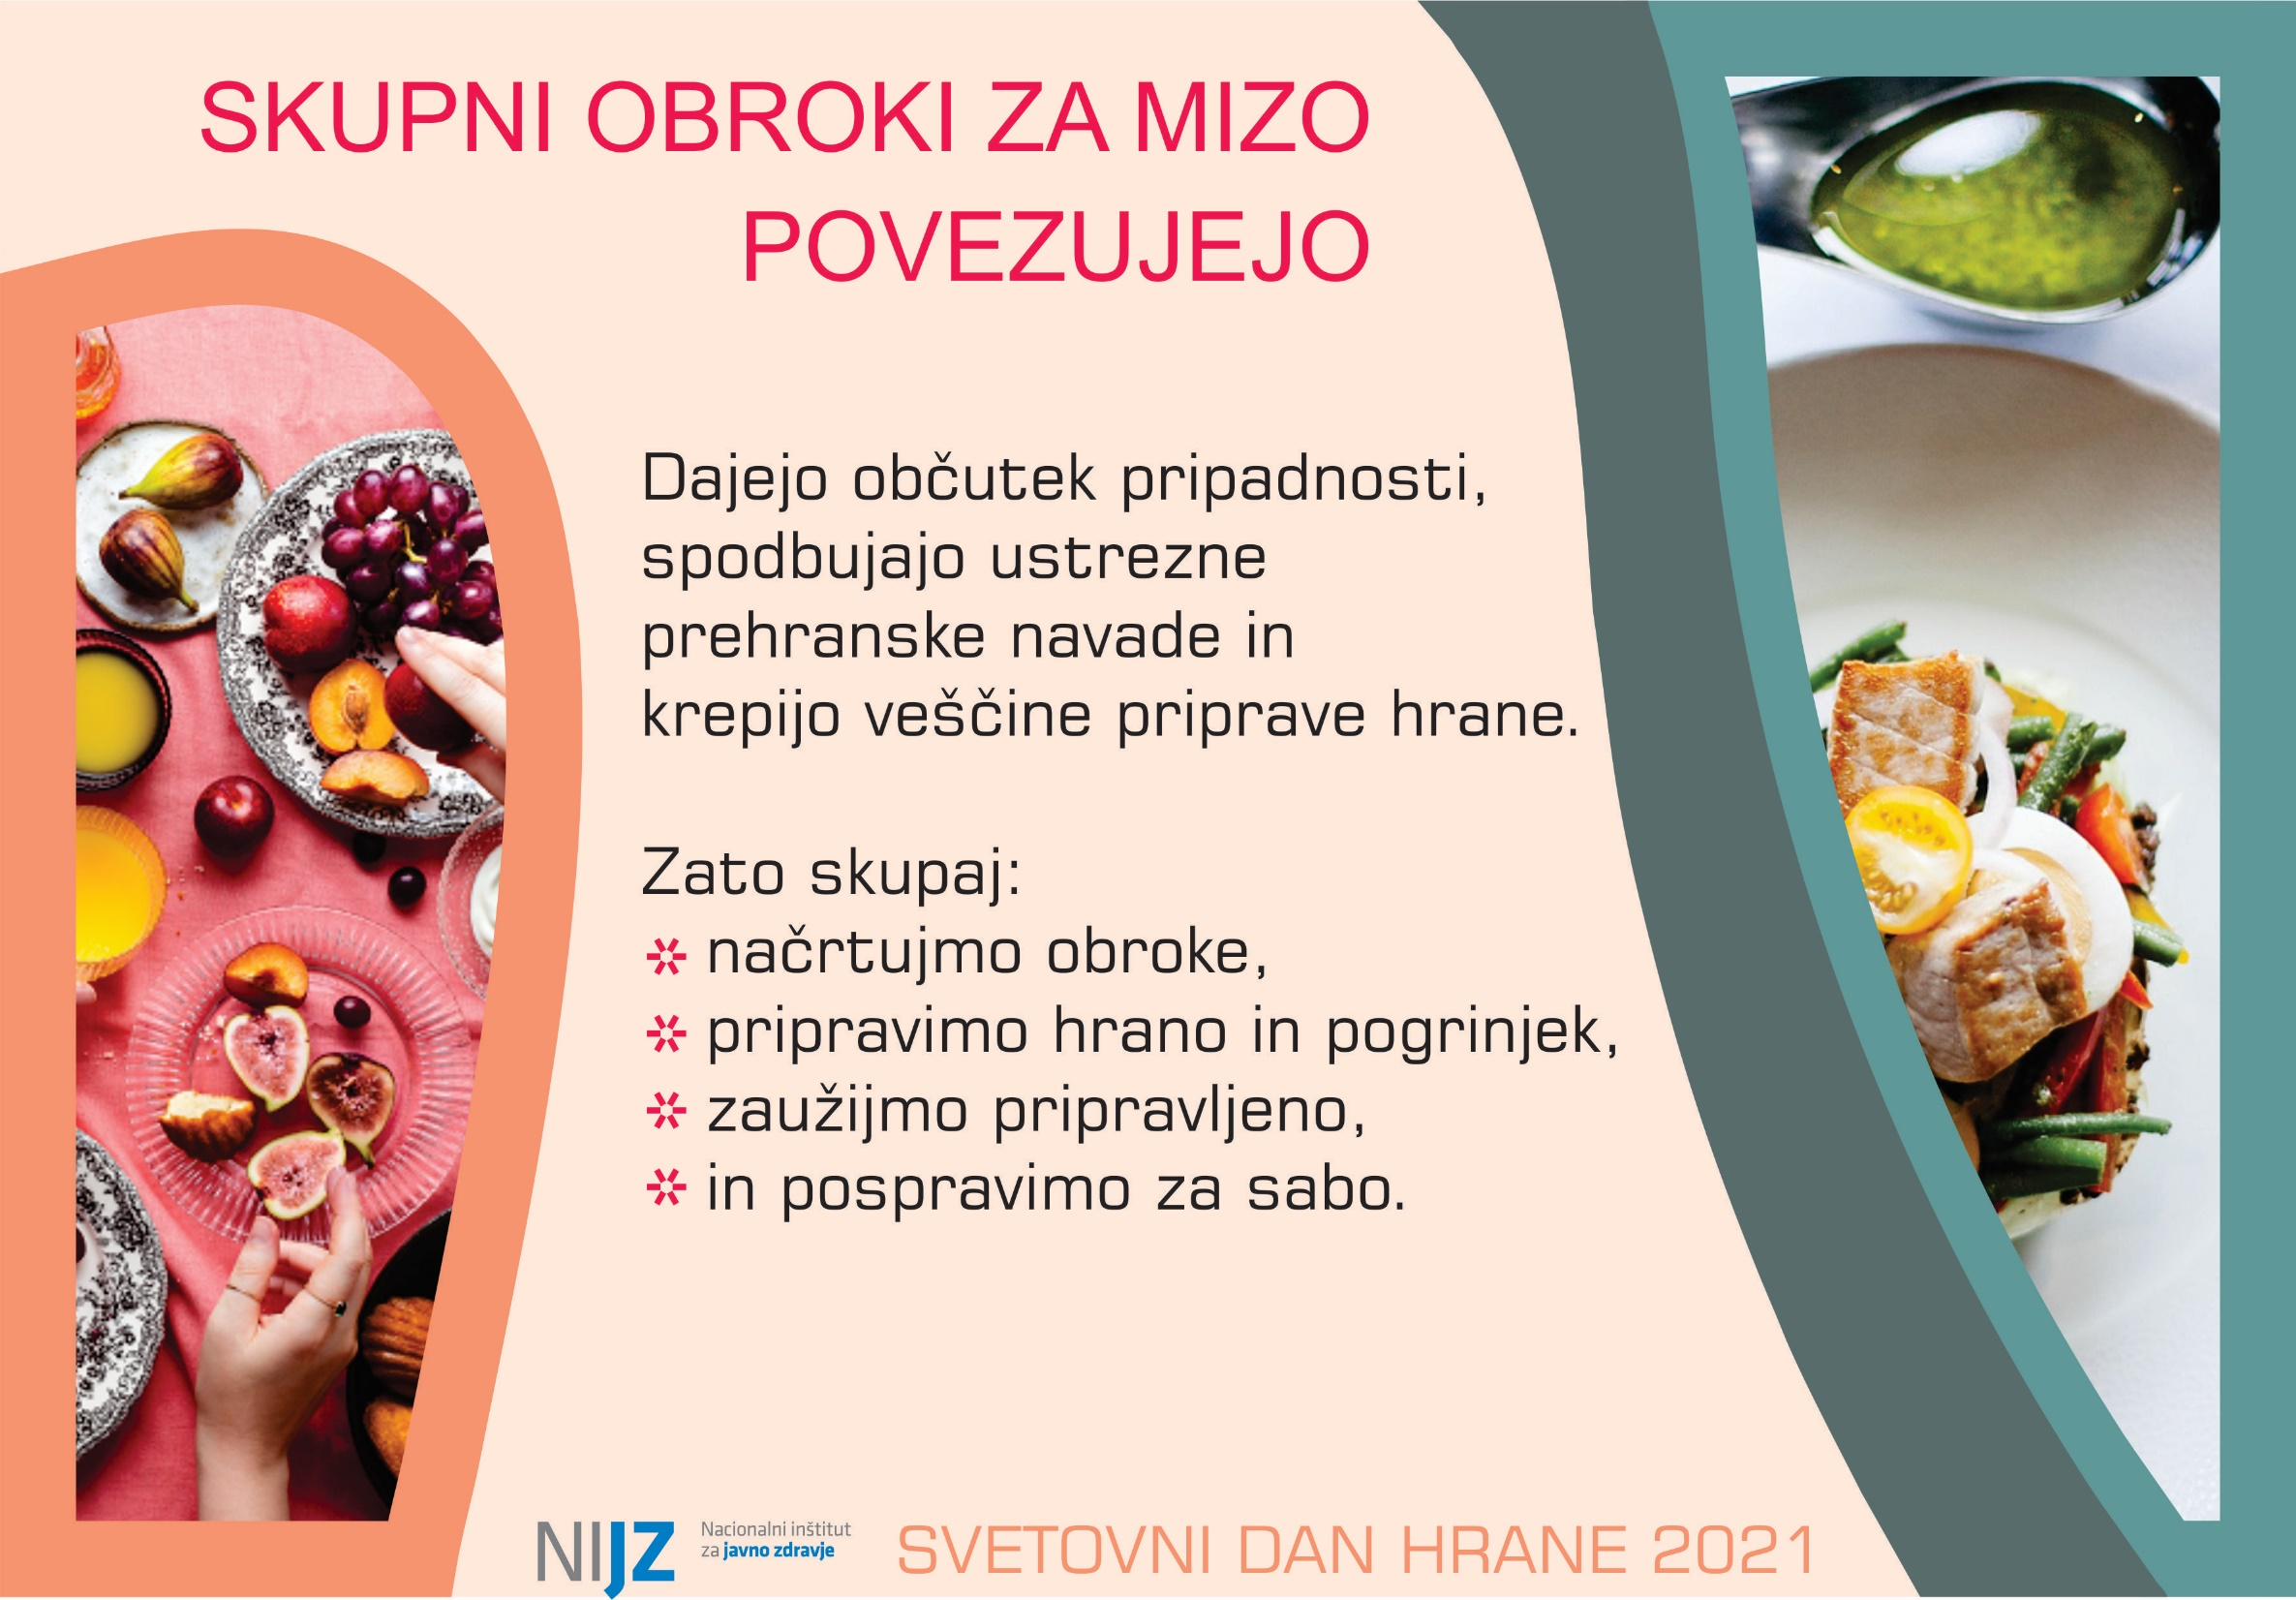 SKUPNI OBROKI ZA MIZO
POVEZUJEJO
Dajejo občutek pripadnosti,
spodbujajo ustrezne
prehranske navade in
krepijo veščine priprave hrane.
Zato skupaj:
načrtujmo obroke,
pripravimo hrano in pogrinjek,
zaužijmo pripravljeno,
in pospravimo za sabo.
NIJZ
Nacionalni inštitut
za javno zdravje
SVETOVNI DAN HRANE 2021